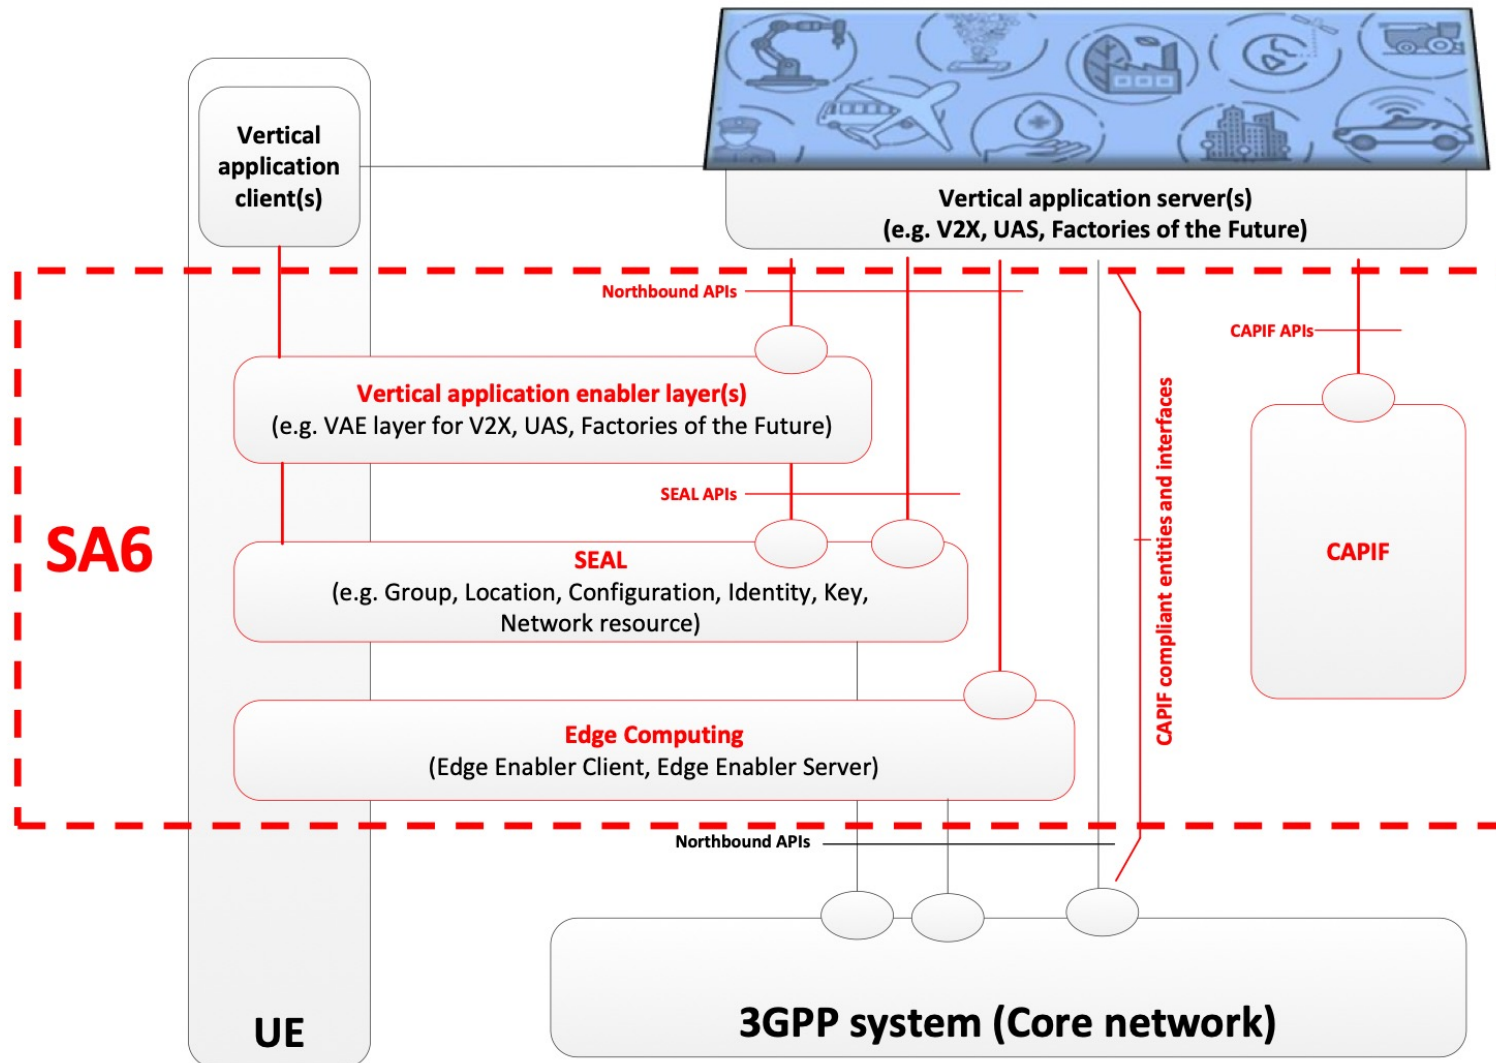 Vertical
application
client(s)
Vertical application server(s)
(e.g. V2X, UAS, Factories of the Future)
Northbound APIs
CAPIF APIs
Vertical application enabler layer(s)
(e.g. VAE layer for V2X, UAS, Factories of the Future)
SEAL APIs
CAPIF compliant entities and interfaces
SA6
SEAL
(e.g. Group, Location, Configuration, Identity, Key,
Network resource)
CAPIF
Edge Computing
(Edge Enabler Client, Edge Enabler Server)
Northbound APIs
UE
3GPP system (Core network)